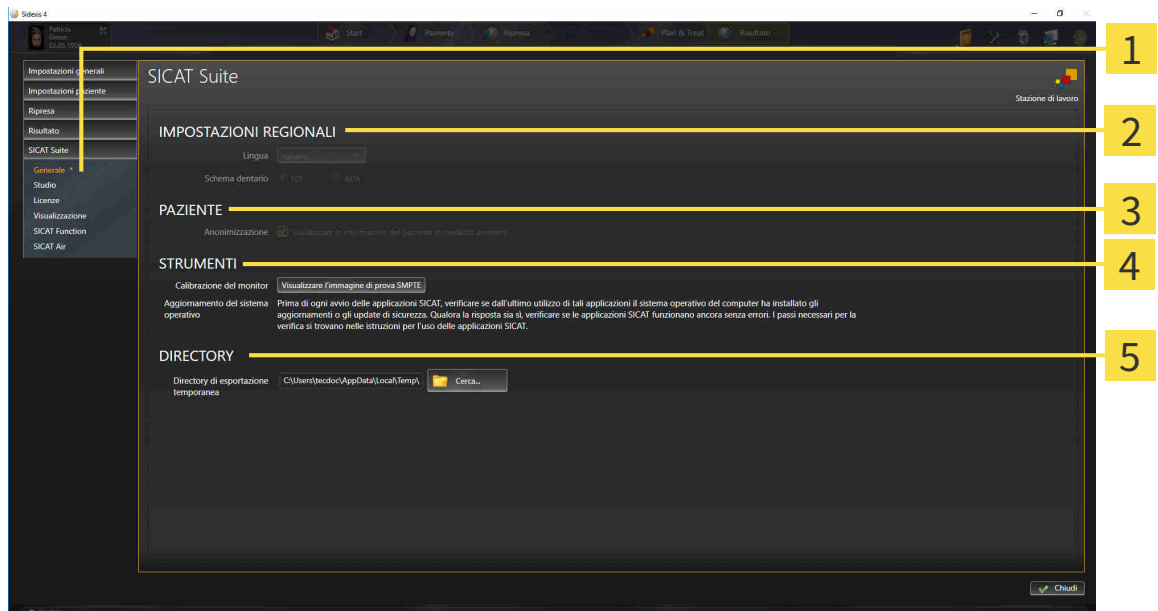 Sidexis 4
Patricia
Green
02.05.1956
Start
Paziente
Ripresa
Plan & Treat
Risultato
1
Impostazioni generali
Impostazioni paziente
Ripresa
Risultato
SICAT Suite
Generale *
Studio
Licenze
Visualizzazione
SICAT Function
SICAT Air
SICAT Suite
Stazione di lavoro
IMPOSTAZIONI REGIONALI
2
Lingua
Italiano
Schema dentario
FDI
ADA
PAZIENTE
3
Anonimizzazione
Visualizzare le informazioni del paziente in modalità anonima
STRUMENTI
4
Calibrazione del monitor
Visualizzare l'immagine di prova SMPTE
Aggiornamento del sistema
operativo
Prima di ogni avvio delle applicazioni SICAT, verificare se dall'ultimo utilizzo di tali applicazioni il sistema operativo del computer ha installato gli
aggiornamenti o gli update di sicurezza. Qualora la risposta sia sì, verificare se le applicazioni SICAT funzionano ancora senza errori. I passi necessari per la
verifica si trovano nelle istruzioni per l'uso delle applicazioni SICAT.
DIRECTORY
5
Directory di esportazione
temporanea
C:\Users\tecdoc\AppData\Local\Temp\
Cerca...
Chiudi